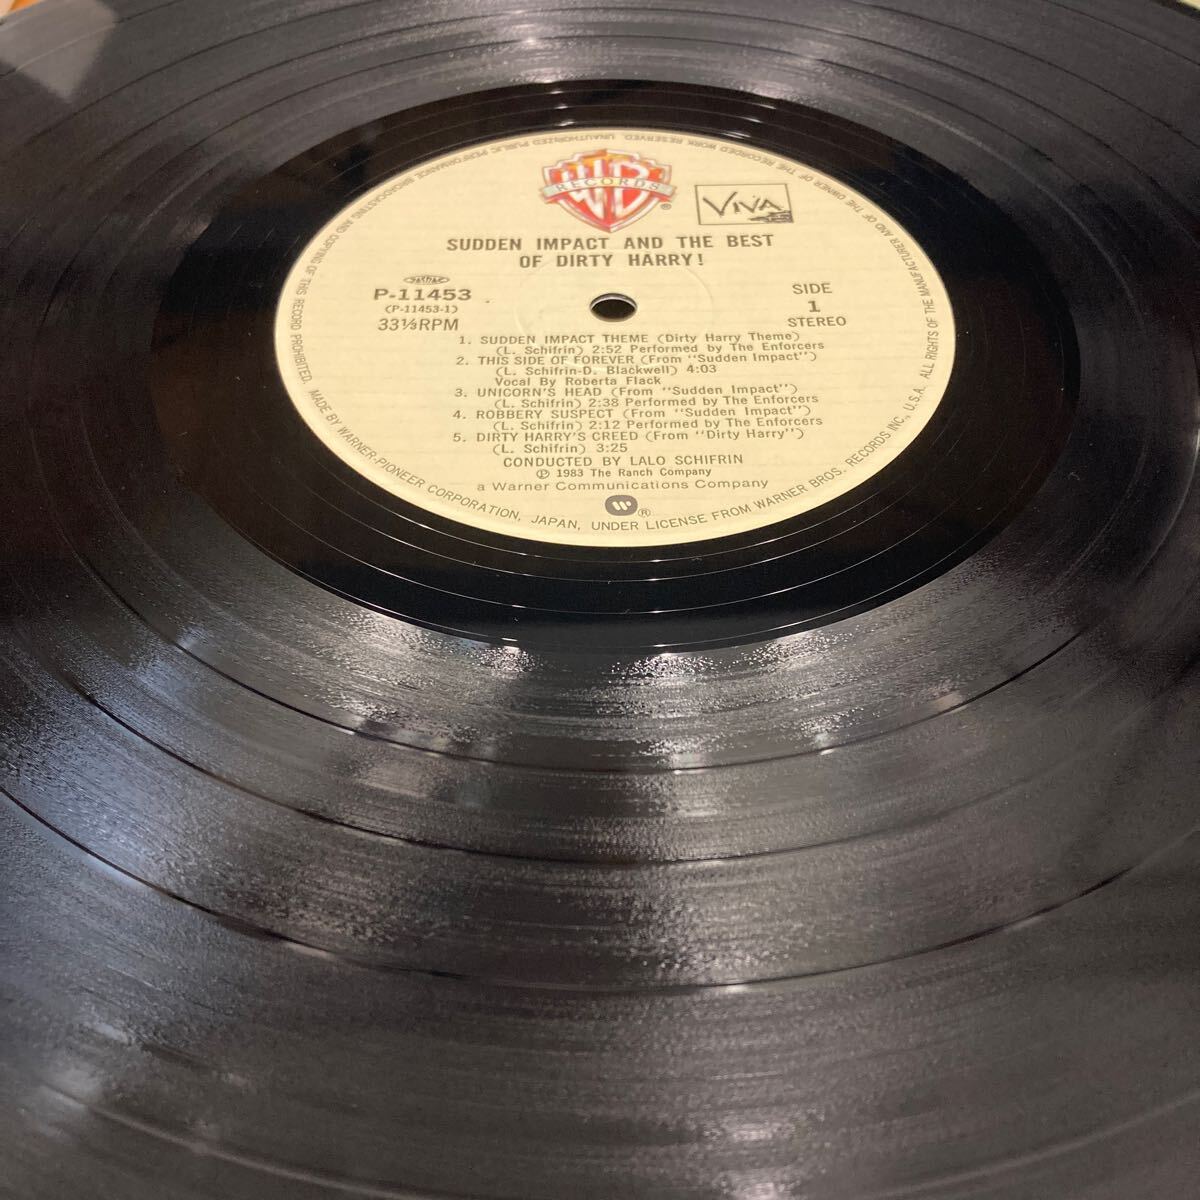 WB
RECORDS
®
VIVA
SUDDEN IMPACT AND THE BEST
OF DIRTY HARRY!
P-11453
(P-11453-1)
33⅓RPM
SIDE
1
STEREO
1. SUDDEN IMPACT THEME (Dirty Harry Theme)
(L. Schifrin) 2:52 Performed by The Enforcers
2. THIS SIDE OF FOREVER (From "Sudden Impact")
(L. Schifrin-D. Blackwell) 4:03
Vocal By Roberta Flack
3. UNICORN'S HEAD (From "Sudden Impact")
(L. Schifrin) 2:38 Performed by The Enforcers
4. ROBBERY SUSPECT (From "Sudden Impact")
(L. Schifrin) 2:12 Performed by The Enforcers
5. DIRTY HARRY'S CREED (From "Dirty Harry")
(L. Schifrin) 3:25
CONDUCTED BY LALO SCHIFRIN
Ⓟ 1983 The Ranch Company
a Warner Communications Company
W®
MADE BY WARNER-PIONEER CORPORATION, JAPAN, UNDER LICENSE FROM WARNER BROS. RECORDS INC., U.S.A. ALL RIGHTS OF THE MANUFACTURER AND OF THE OWNER OF THE RECORDED WORK RESERVED. UNAUTHORIZED PUBLIC PERFORMANCE BROADCASTING AND COPYING OF THIS RECORD PROHIBITED.